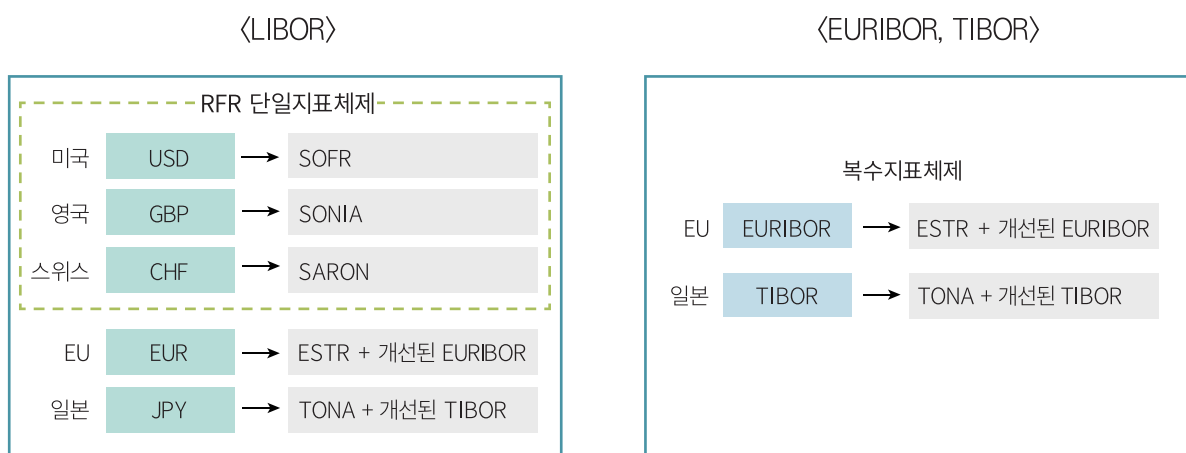 〈LIBOR〉
RFR 단일지표체제
미국 USD → SOFR
영국 GBP → SONIA
스위스 CHF → SARON
EU EUR → ESTR + 개선된 EURIBOR
일본 JPY → TONA + 개선된 TIBOR
〈EURIBOR, TIBOR〉
복수지표체제
EU EURIBOR → ESTR + 개선된 EURIBOR
일본 TIBOR → TONA + 개선된 TIBOR